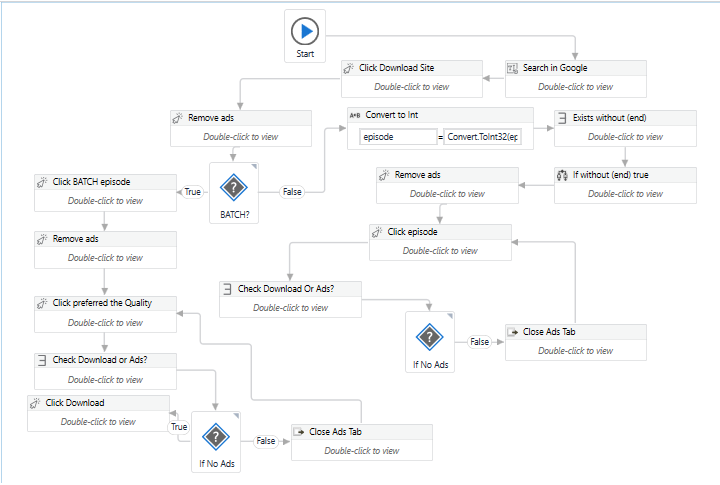 Start
Click Download Site
Double-click to view
Search in Google
Double-click to view
Remove ads
Double-click to view
A+B Convert to Int
episode = Convert.ToInt32(ep
Exists without (end)
Double-click to view
BATCH?
True
False
Click BATCH episode
Double-click to view
Remove ads
Double-click to view
If without (end) true
Double-click to view
Remove ads
Double-click to view
Click episode
Double-click to view
Check Download Or Ads?
Double-click to view
If No Ads
False
Close Ads Tab
Double-click to view
Click preferred the Quality
Double-click to view
Check Download or Ads?
Double-click to view
Click Download
Double-click to view
True
If No Ads
False
Close Ads Tab
Double-click to view